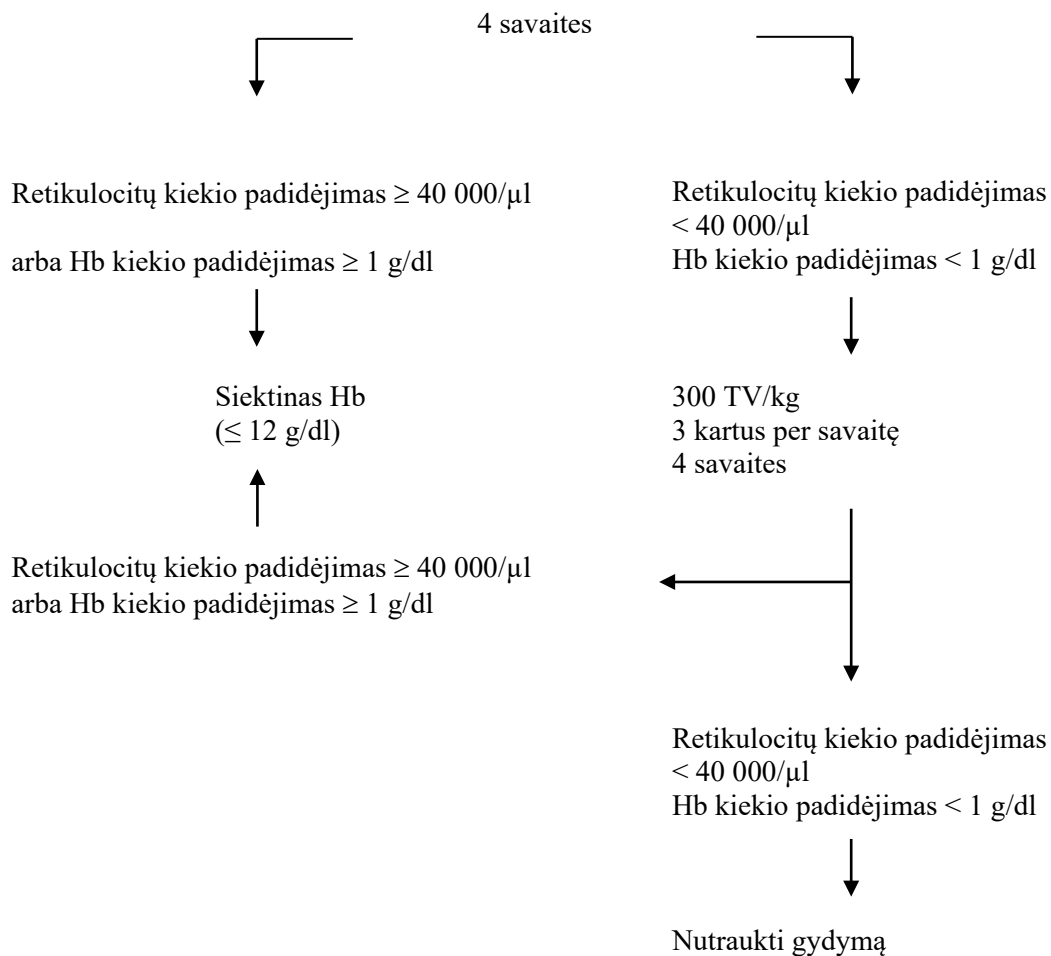 4 savaites
Retikulocitų kiekio padidėjimas ≥ 40 000/µl
arba Hb kiekio padidėjimas ≥ 1 g/dl
Retikulocitų kiekio padidėjimas
< 40 000/µl
Hb kiekio padidėjimas < 1 g/dl
Siektinas Hb
(≤ 12 g/dl)
300 TV/kg
3 kartus per savaitę
4 savaites
Retikulocitų kiekio padidėjimas ≥ 40 000/µl
arba Hb kiekio padidėjimas ≥ 1 g/dl
Retikulocitų kiekio padidėjimas
< 40 000/µl
Hb kiekio padidėjimas < 1 g/dl
Nutraukti gydymą